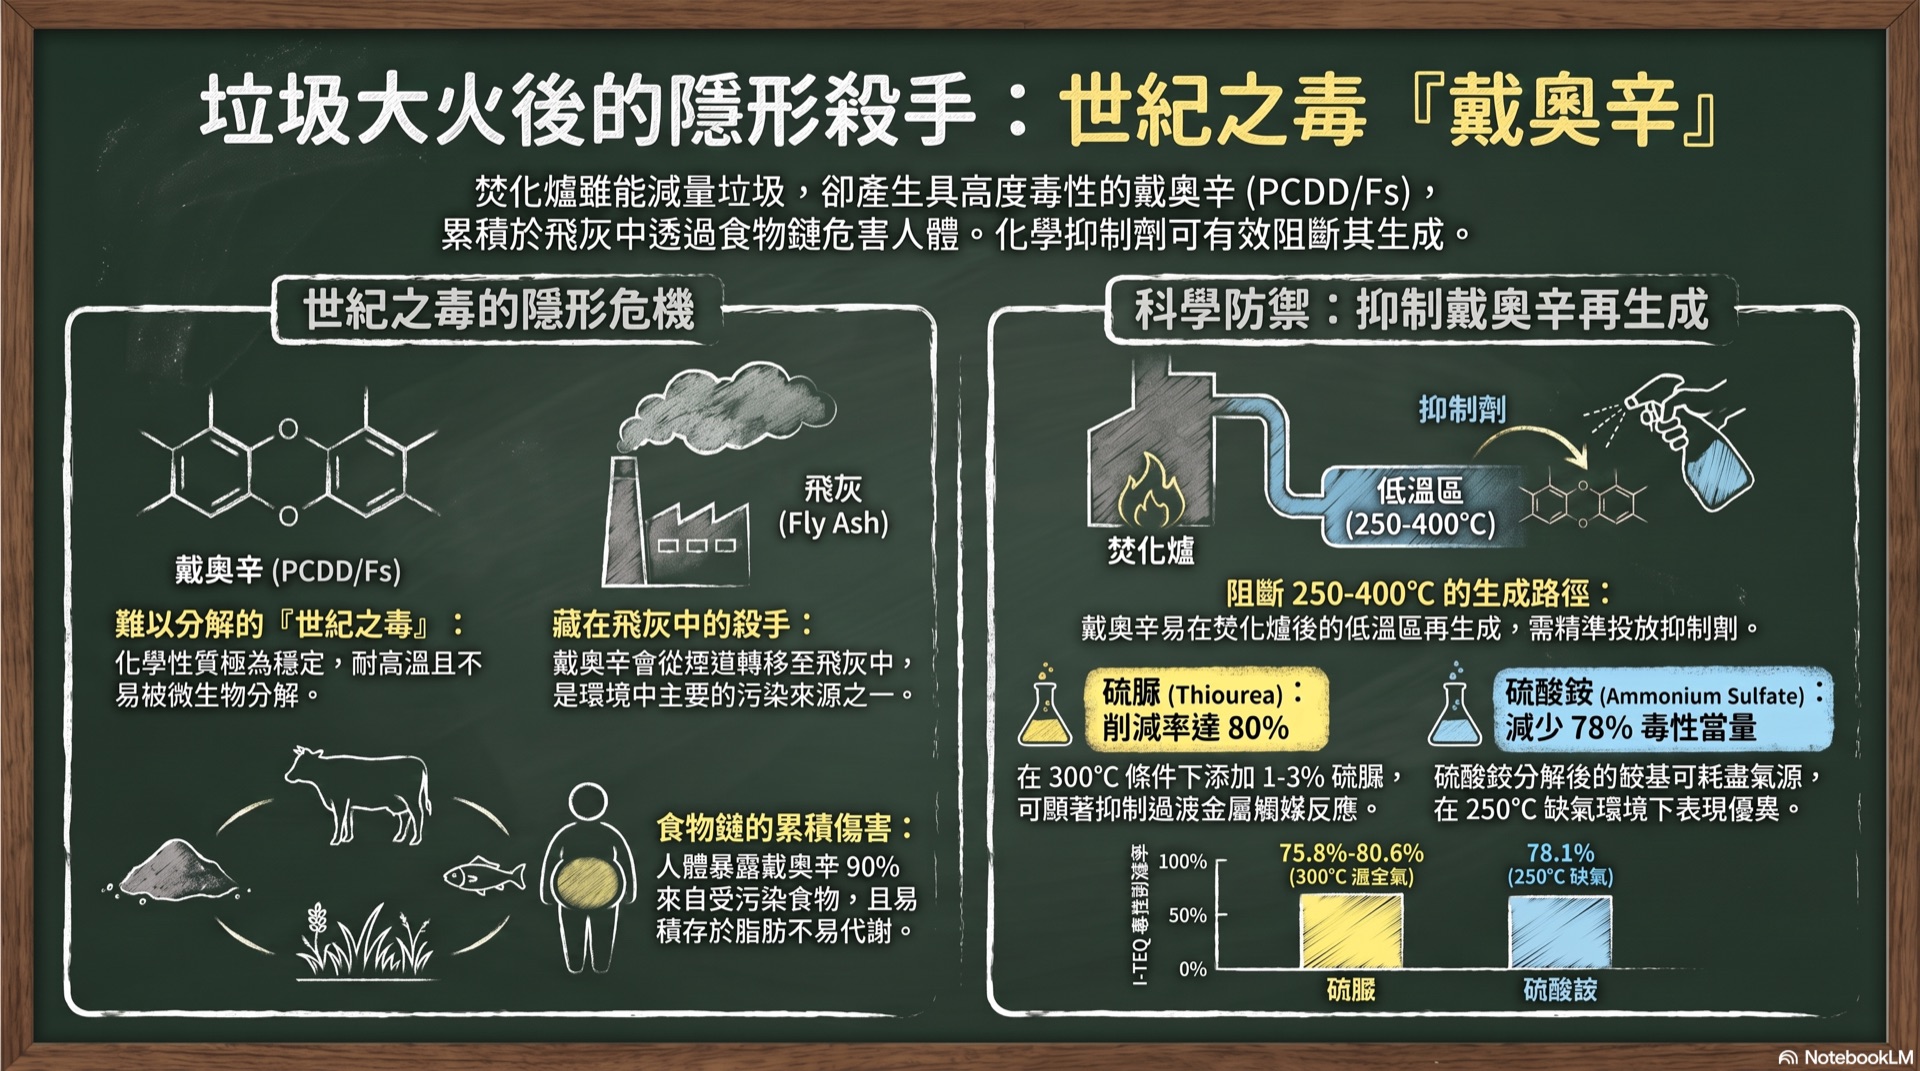 垃圾大火後的隱形殺手：世紀之毒『戴奧辛』
焚化爐雖能減量垃圾，卻產生具高度毒性的戴奧辛 (PCDD/Fs)，
累積於飛灰中透過食物鏈危害人體。化學抑制劑可有效阻斷其生成。
世紀之毒的隱形危機
O
O
戴奧辛 (PCDD/Fs)
難以分解的『世紀之毒』：
化學性質極為穩定，耐高溫且不
易被微生物分解。
飛灰
(Fly Ash)
藏在飛灰中的殺手：
戴奧辛會從煙道轉移至飛灰中，
是環境中主要的污染來源之一。
食物鏈的累積傷害：
人體暴露戴奧辛 90%
來自受污染食物，且易
積存於脂肪不易代謝。
科學防禦：抑制戴奧辛再生成
焚化爐
低溫區
(250-400°C)
抑制劑
O
O
阻斷 250-400°C 的生成路徑：
戴奧辛易在焚化爐後的低溫區再生成，需精準投放抑制劑。
硫脲 (Thiourea)：
削減率達 80%
在 300°C 條件下添加 1-3% 硫脲，
可顯著抑制過波金屬觸媒反應。
硫酸銨 (Ammonium Sulfate)：
減少 78% 毒性當量
硫酸銨分解後的基可耗盡氣源，
在 250°C 缺氣環境下表現優異。
I-TEQ
100%
50%
0%
75.8%-80.6%
(300°C 全氣)
78.1%
(250°C 氣)
硫
硫酸
NotebookLM